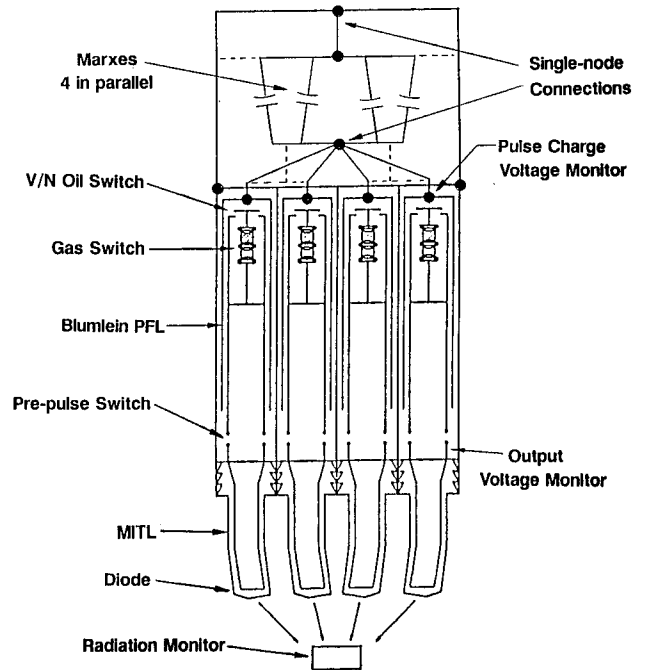 Marxes
4 in parallel
Single-node
Connections
Pulse Charge
Voltage Monitor
V/N Oil Switch
Gas Switch
Blumlein PFL
Pre-pulse Switch
Output
Voltage Monitor
MITL
Diode
Radiation Monitor